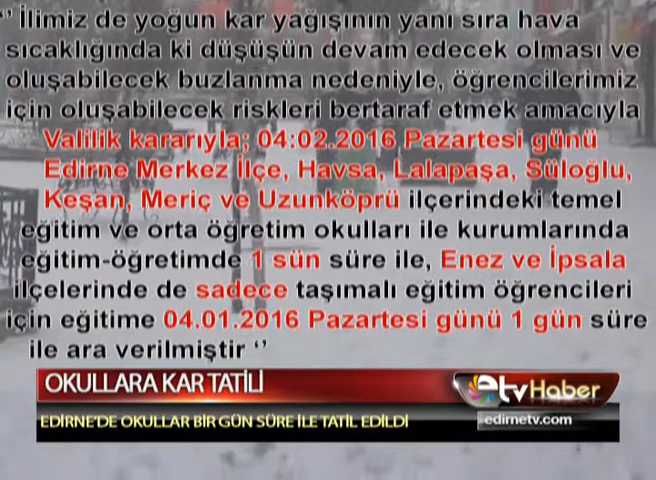 ‘’ İlimiz de yoğun kar yağışının yanı sıra hava
sıcaklığında ki düşüşün devam edecek olması ve
oluşabilecek buzlanma nedeniyle, öğrencilerimiz
için oluşabilecek riskleri bertaraf etmek amacıyla
Valilik kararıyla; 04:02.2016 Pazartesi günü
Edirne Merkez İlçe, Havsa, Lalapaşa, Süloğlu,
Keşan, Meriç ve Uzunköprü ilçerindeki temel
eğitim ve orta öğretim okulları ile kurumlarında
eğitim-öğretimde 1 sün süre ile, Enez ve İpsala
ilçelerinde de sadece taşımalı eğitim öğrencileri
için eğitime 04.01.2016 Pazartesi günü 1 gün süre
ile ara verilmiştir ‘’
OKULLARA KAR TATİLİ
etv Haber
EDİRNE'DE OKULLAR BİR GÜN SÜRE İLE TATİL EDİLDİ
edirnetv.com